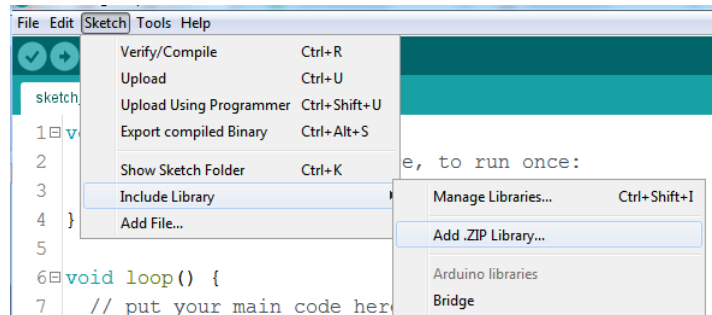 File Edit Sketch Tools Help
Verify/Compile Ctrl+R
Upload Ctrl+U
sketch_
Upload Using Programmer Ctrl+Shift+U
1 v
Export compiled Binary Ctrl+Alt+S
2 e, to run once:
Show Sketch Folder Ctrl+K
3
Include Library
Manage Libraries... Ctrl+Shift+I
4 }
Add File...
Add .ZIP Library...
5
Arduino libraries
6 void loop() {
Bridge
7 // put your main code her